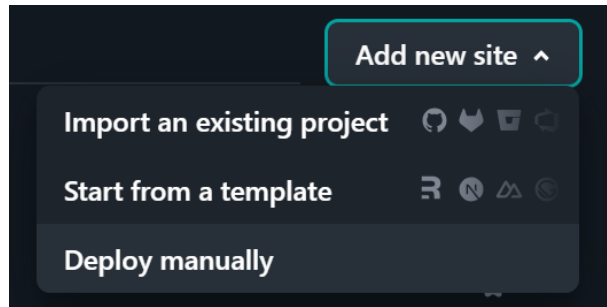 Add new site
Import an existing project
Start from a template
Deploy manually